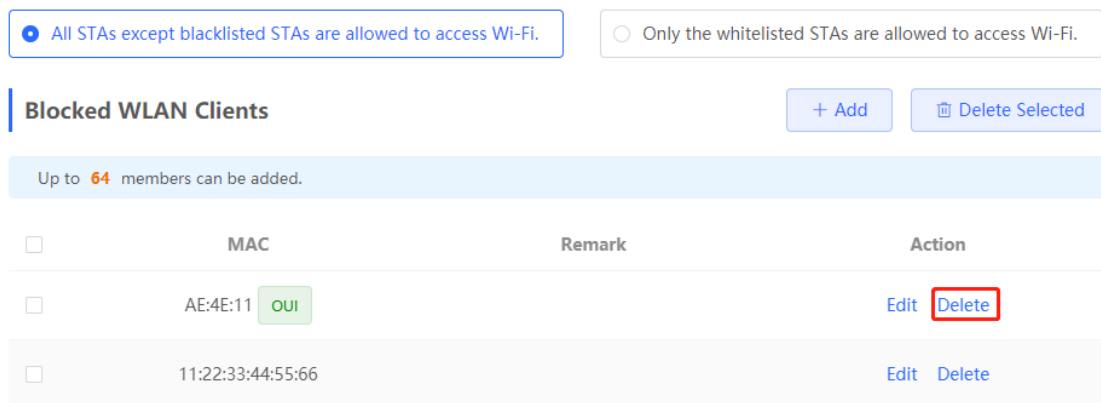 All STAs except blacklisted STAs are allowed to access Wi-Fi. Only the whitelisted STAs are allowed to access Wi-Fi.
Blocked WLAN Clients + Add Delete Selected
Up to 64 members can be added.
MAC Remark Action
AE:4E:11 OUI Edit Delete
11:22:33:44:55:66 Edit Delete